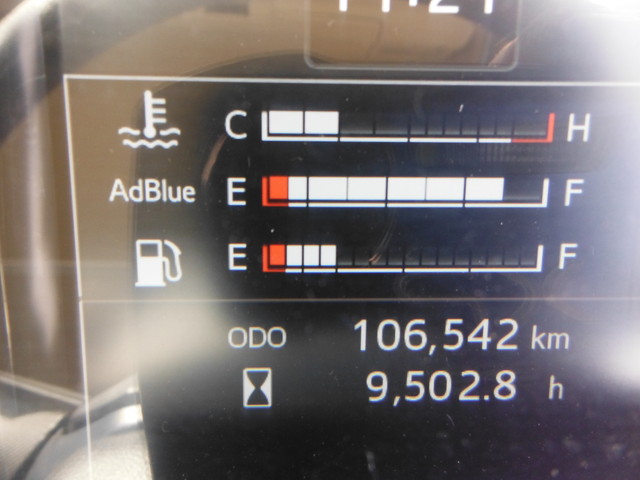 C H
AdBlue E F
E F
ODO 106,542 km
9,502.8 h